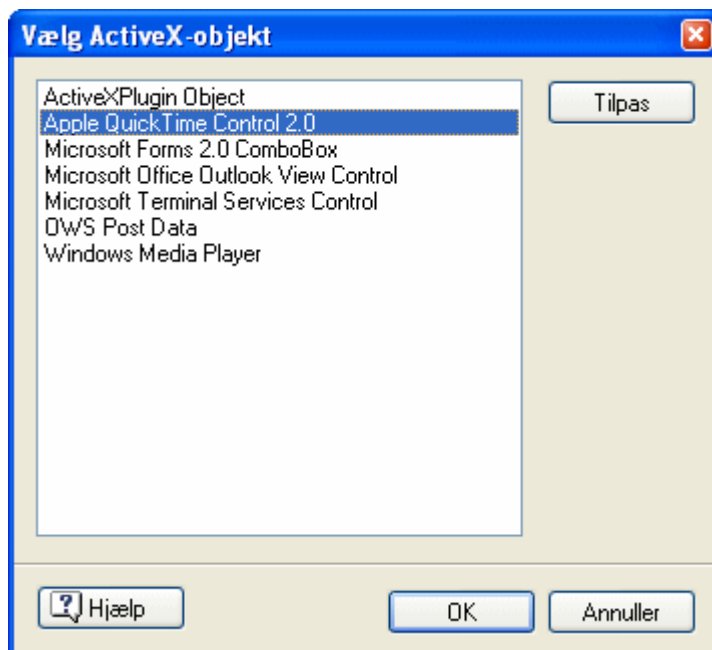 Vælg ActiveX-objekt
ActiveXPlugin Object
Apple QuickTime Control 2.0
Microsoft Forms 2.0 ComboBox
Microsoft Office Outlook View Control
Microsoft Terminal Services Control
OWS Post Data
Windows Media Player
Tilpas
Hjælp
OK
Annuller